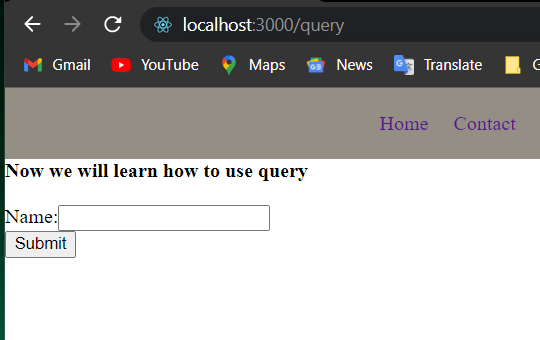 localhost:3000/query
Gmail YouTube Maps News Translate G
Home Contact
Now we will learn how to use query
Name:
Submit